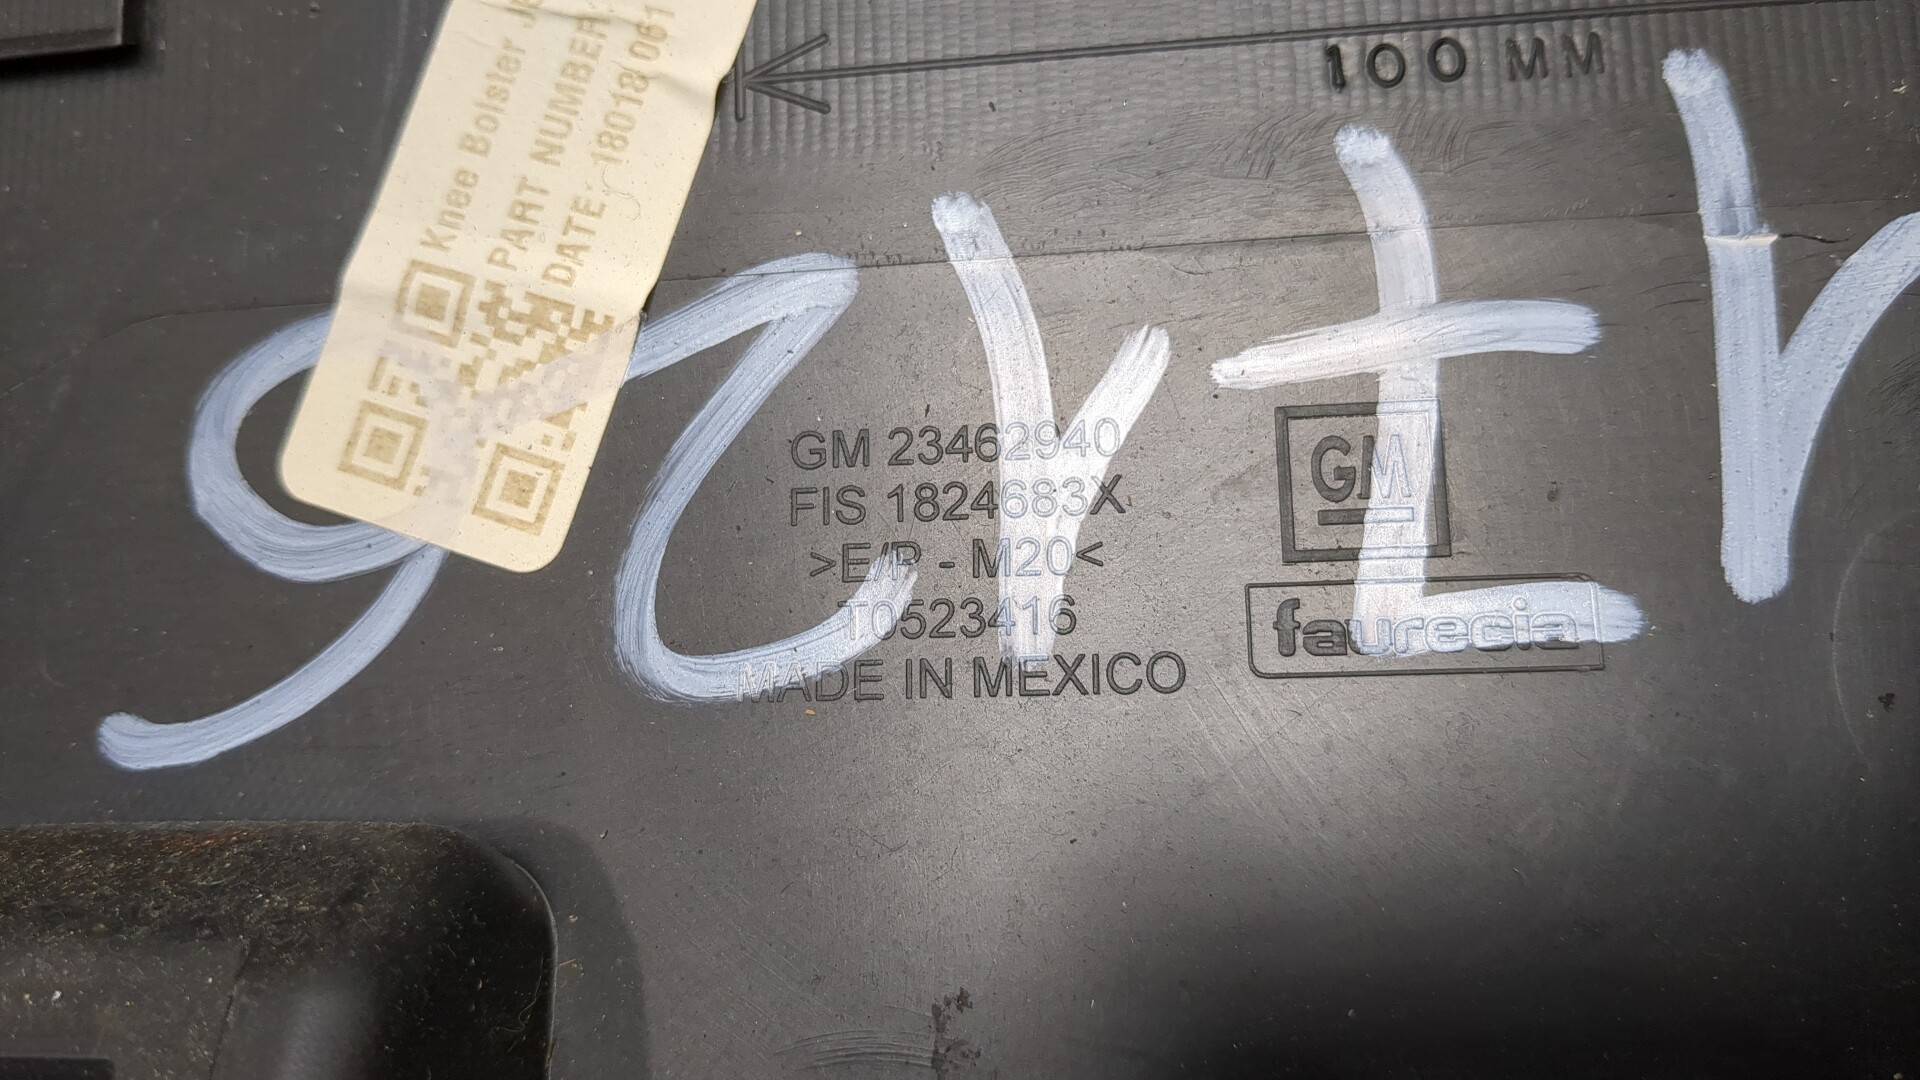 100 MM
Knee Bolster
PART NUMBER
DATE: 18018 061
GM 23462940
FIS 1824683X
>E/P - M20<
T0523416
MADE IN MEXICO
GM
faurecia